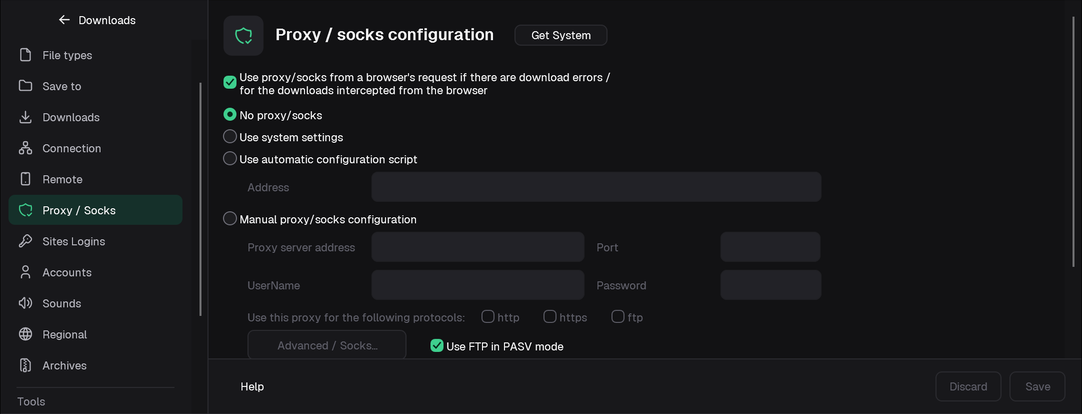 Downloads
File types
Save to
Downloads
Connection
Remote
Proxy / Socks
Sites Logins
Accounts
Sounds
Regional
Archives
Tools
Proxy / socks configuration
Get System
Use proxy/socks from a browser's request if there are download errors /
for the downloads intercepted from the browser
No proxy/socks
Use system settings
Use automatic configuration script
Address
Manual proxy/socks configuration
Proxy server address
Port
UserName
Password
Use this proxy for the following protocols:
http
https
ftp
Advanced / Socks...
Use FTP in PASV mode
Help
Discard
Save